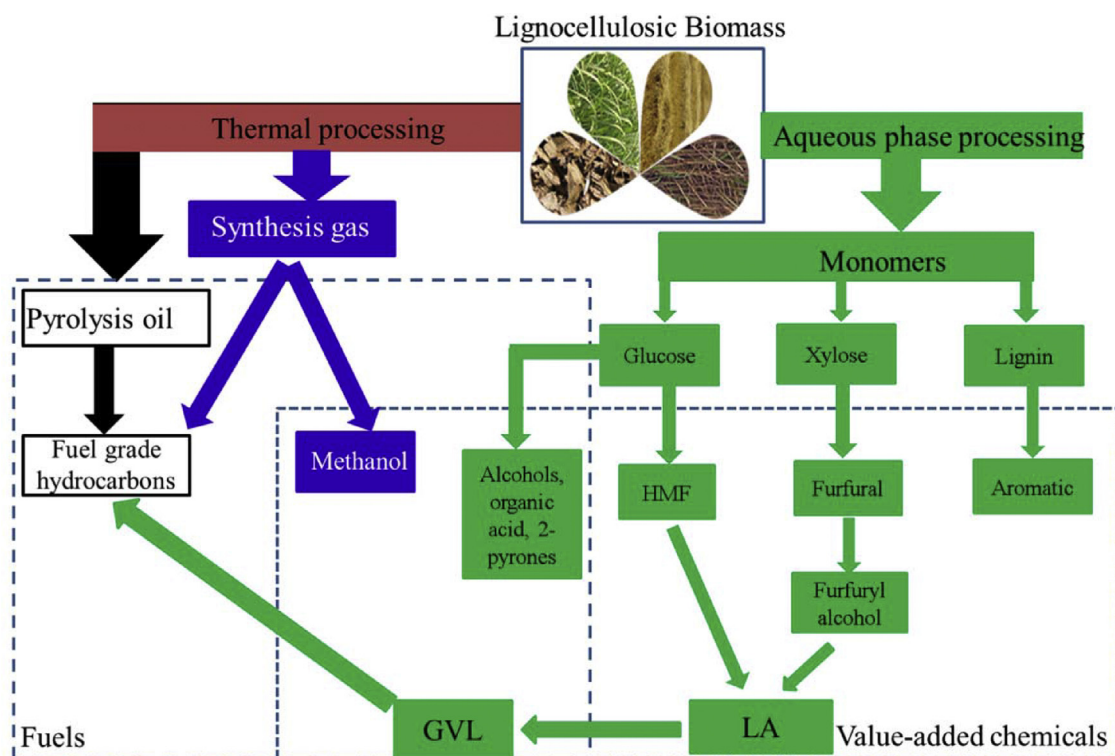 Lignocellulosic Biomass
Thermal processing
Aqueous phase processing
Synthesis gas
Monomers
Pyrolysis oil
Glucose
Xylose
Lignin
Fuel grade
hydrocarbons
Methanol
Alcohols,
organic
acid, 2-
pyrones
HMF
Furfural
Aromatic
Furfuryl
alcohol
Fuels
GVL
LA
Value-added chemicals